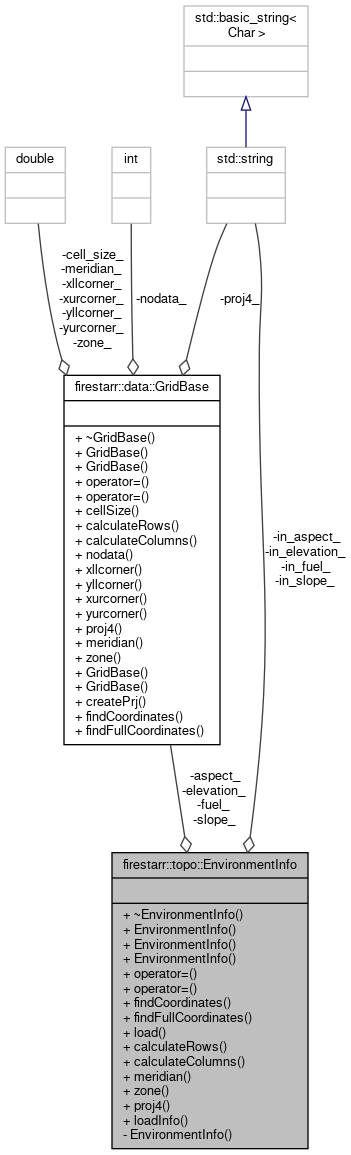 std::basic_string<
Char >
double
int
std::string
-cell_size_
-meridian_
-xllcorner_
-xurcorner_
-yllcorner_
-yurcorner_
-zone_
-nodata_
-proj4_
firestarr::data::GridBase
+ ~GridBase()
+ GridBase()
+ GridBase()
+ operator=()
+ operator=()
+ cellSize()
+ calculateRows()
+ calculateColumns()
+ nodata()
+ xllcorner()
+ yllcorner()
+ xurcorner()
+ yurcorner()
+ proj4()
+ meridian()
+ zone()
+ GridBase()
+ GridBase()
+ createPrj()
+ findCoordinates()
+ findFullCoordinates()
-in_aspect_
-in_elevation_
-in_fuel_
-in_slope_
-aspect_
-elevation_
-fuel_
-slope_
firestarr::topo::EnvironmentInfo
+ ~EnvironmentInfo()
+ EnvironmentInfo()
+ EnvironmentInfo()
+ EnvironmentInfo()
+ operator=()
+ operator=()
+ findCoordinates()
+ findFullCoordinates()
+ load()
+ calculateRows()
+ calculateColumns()
+ meridian()
+ zone()
+ proj4()
+ loadInfo()
- EnvironmentInfo()